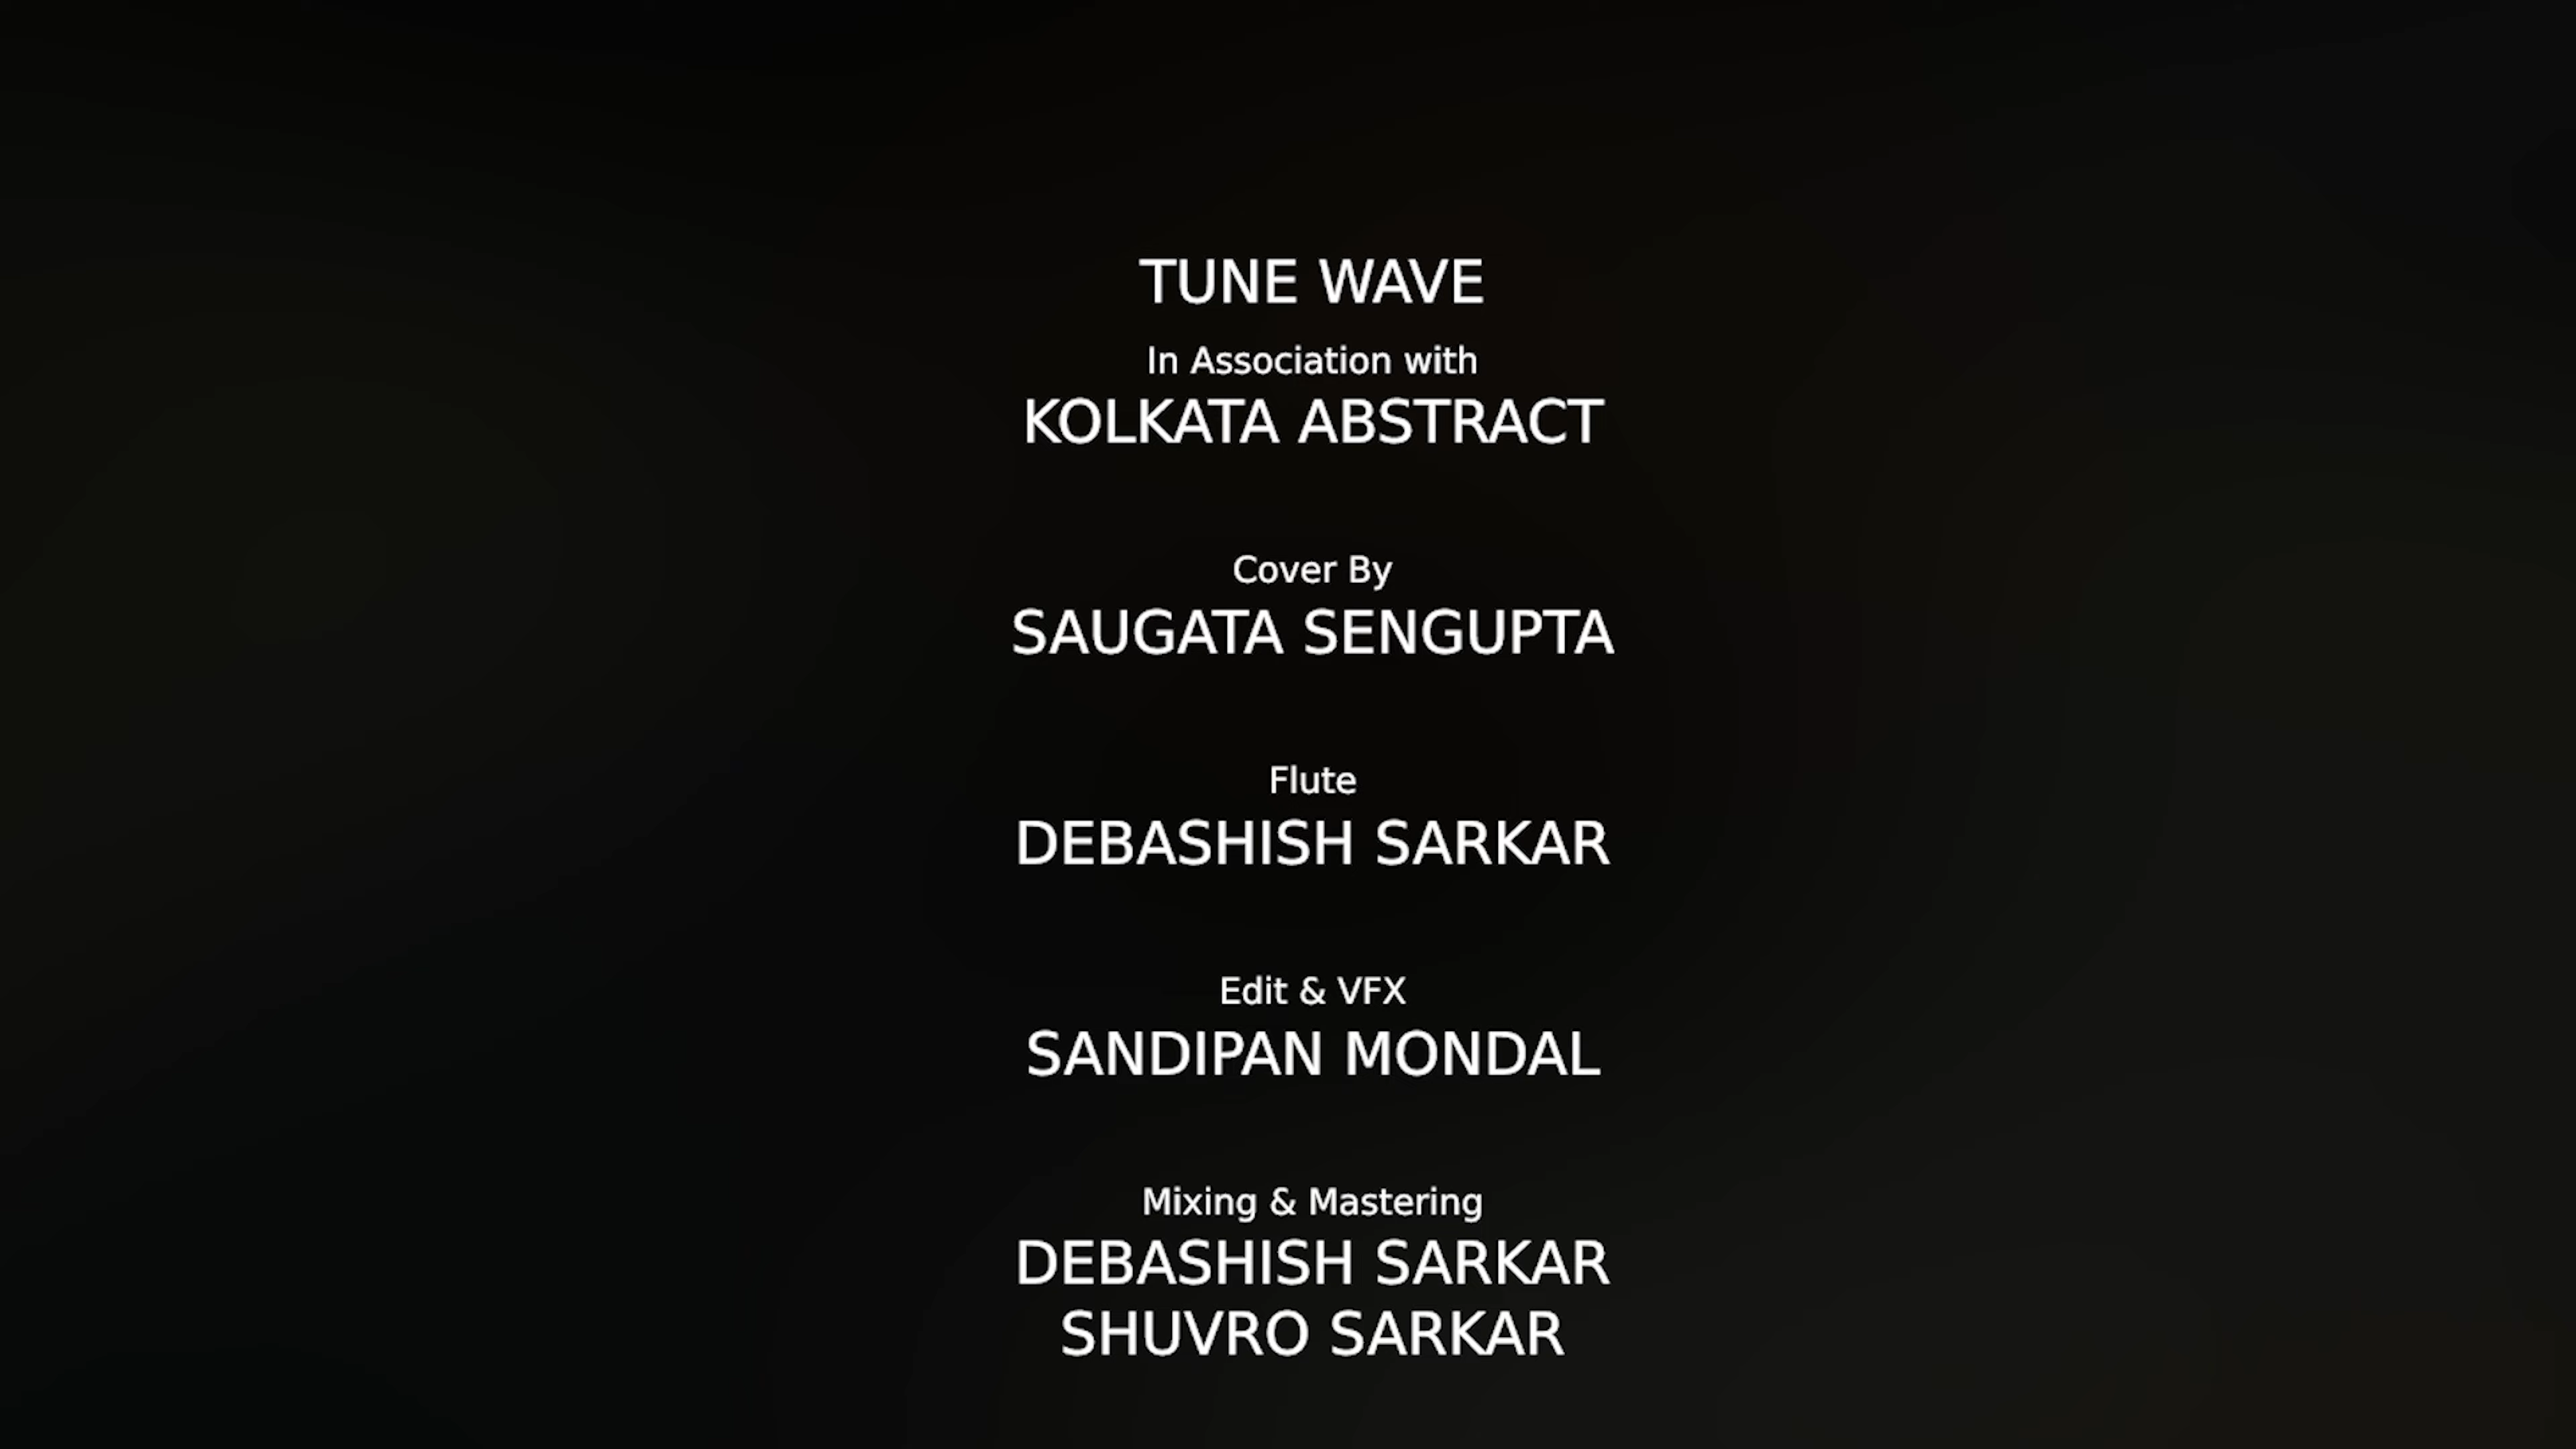 TUNE WAVE
In Association with
KOLKATA ABSTRACT
Cover By
SAUGATA SENGUPTA
Flute
DEBASHISH SARKAR
Edit & VFX
SANDIPAN MONDAL
Mixing & Mastering
DEBASHISH SARKAR
SHUVRO SARKAR